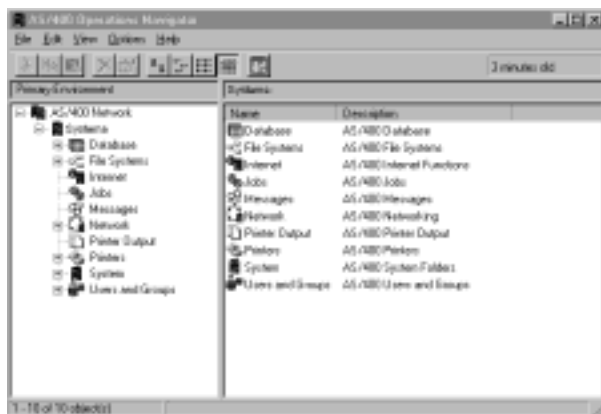 AS/400 Operations Navigator
File Edit View Options Help
3 minutes old
Primary Environment
Systema:
AS/400 Network
Systema
Database
File Systems
Internet
Jobs
Messages
Network
Printer Output
Printers
System
Users and Groups
Name Description
Database AS/400 Database
File Systems AS/400 File Systems
Internet AS/400 Internet Functions
Jobs AS/400 Jobs
Messages AS/400 Messages
Network AS/400 Networking
Printer Output AS/400 Printer Output
Printers AS/400 Printers
System AS/400 System Folders
Users and Groups AS/400 Users and Groups
1 - 10 of 10 object(s)